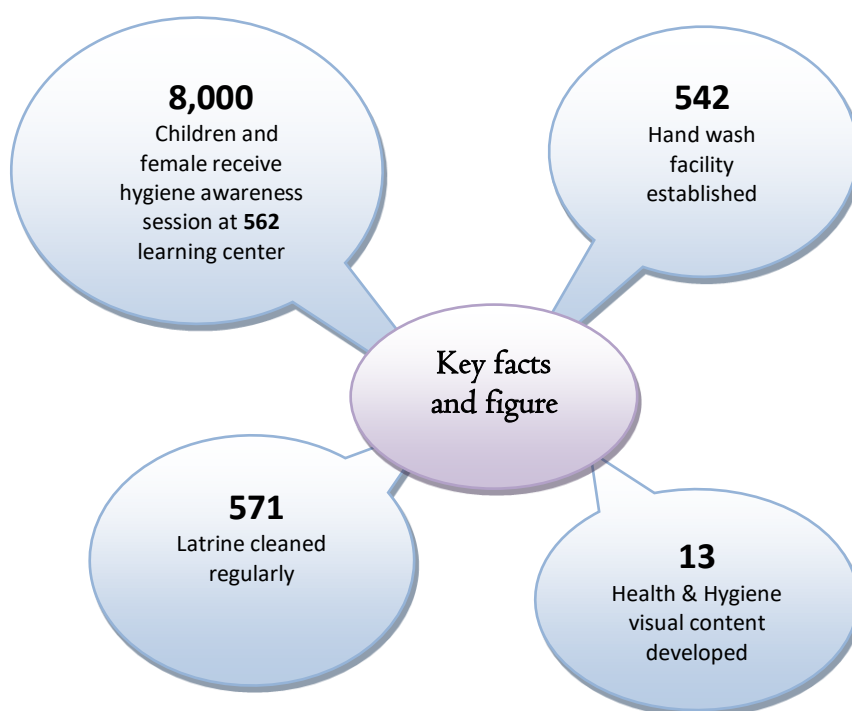 8,000
Children and
female receive
hygiene awareness
session at 562
learning center
542
Hand wash
facility
established
Key facts
and figure
571
Latrine cleaned
regularly
13
Health & Hygiene
visual content
developed